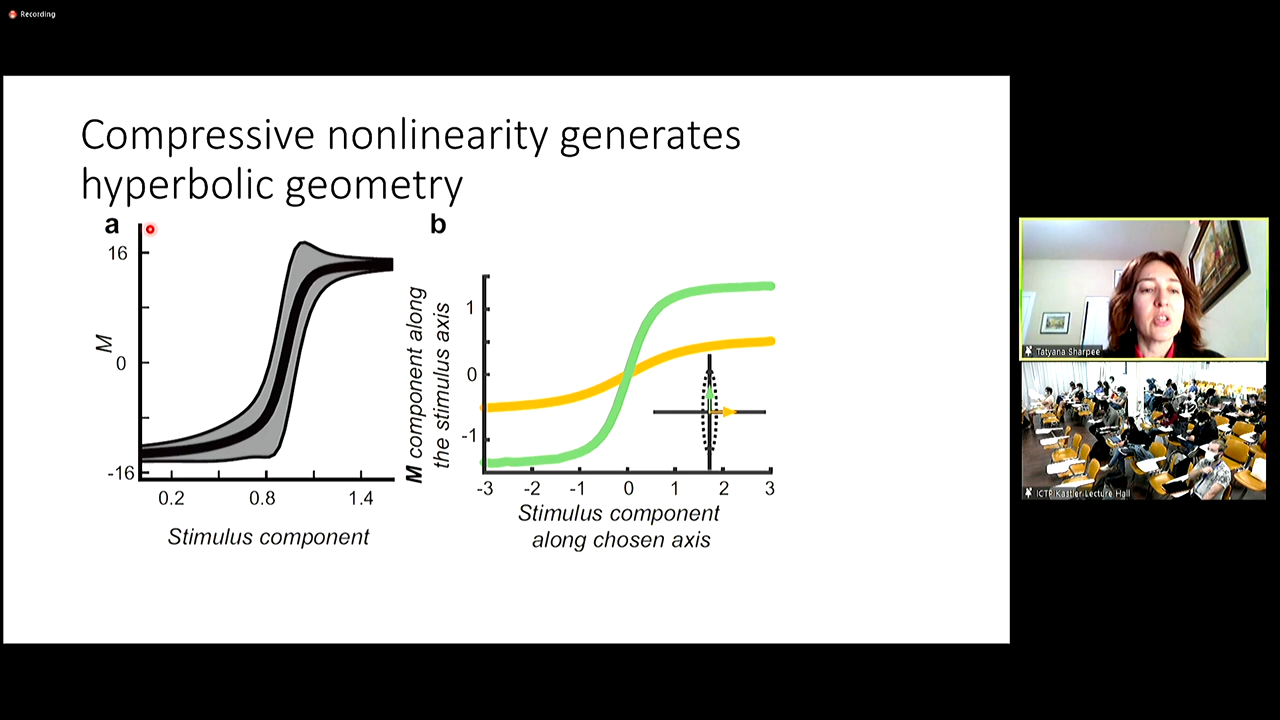 Recording
Compressive nonlinearity generates
hyperbolic geometry
a
16
0
-16
M
0.2
0.8
1.4
Stimulus component
b
M component along
the stimulus axis
1
0
-1
-3
-2
-1
0
1
2
3
Stimulus component
along chosen axis
Tatyana Sharpee
ICTP Kastler Lecture Hall